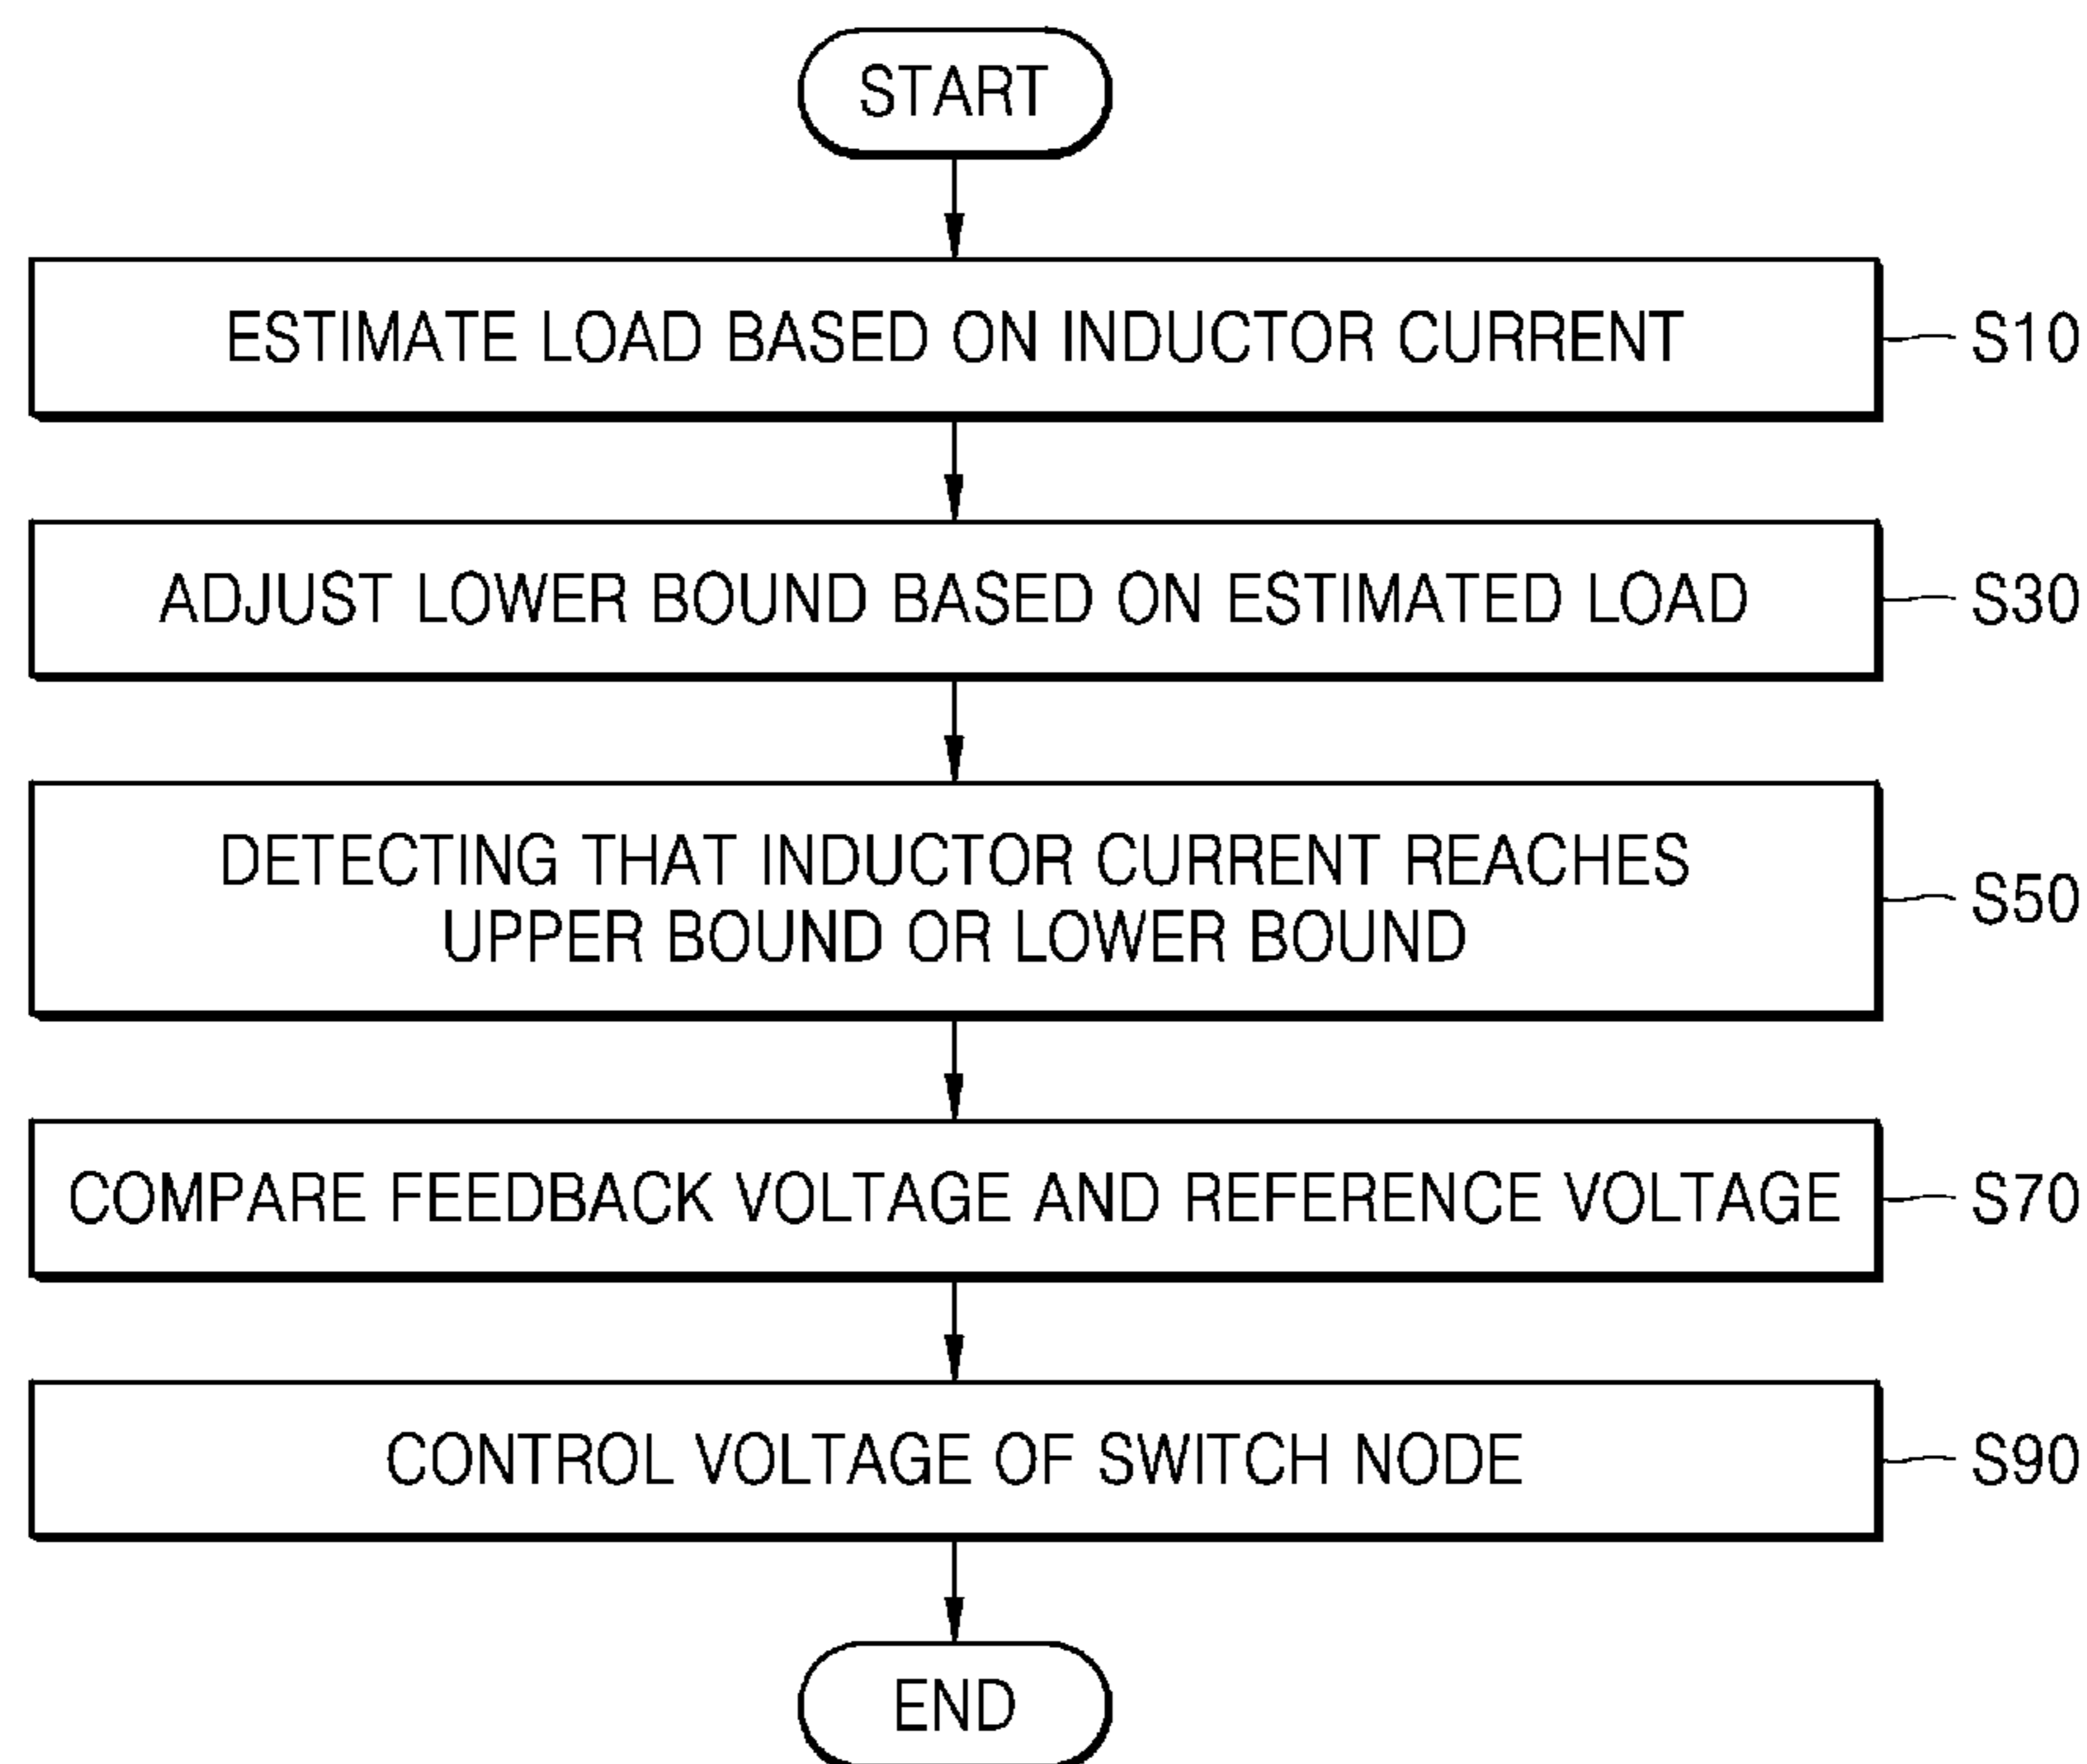 START
ESTIMATE LOAD BASED ON INDUCTOR CURRENT
S10
ADJUST LOWER BOUND BASED ON ESTIMATED LOAD
S30
DETECTING THAT INDUCTOR CURRENT REACHES
UPPER BOUND OR LOWER BOUND
S50
COMPARE FEEDBACK VOLTAGE AND REFERENCE VOLTAGE
S70
CONTROL VOLTAGE OF SWITCH NODE
S90
END